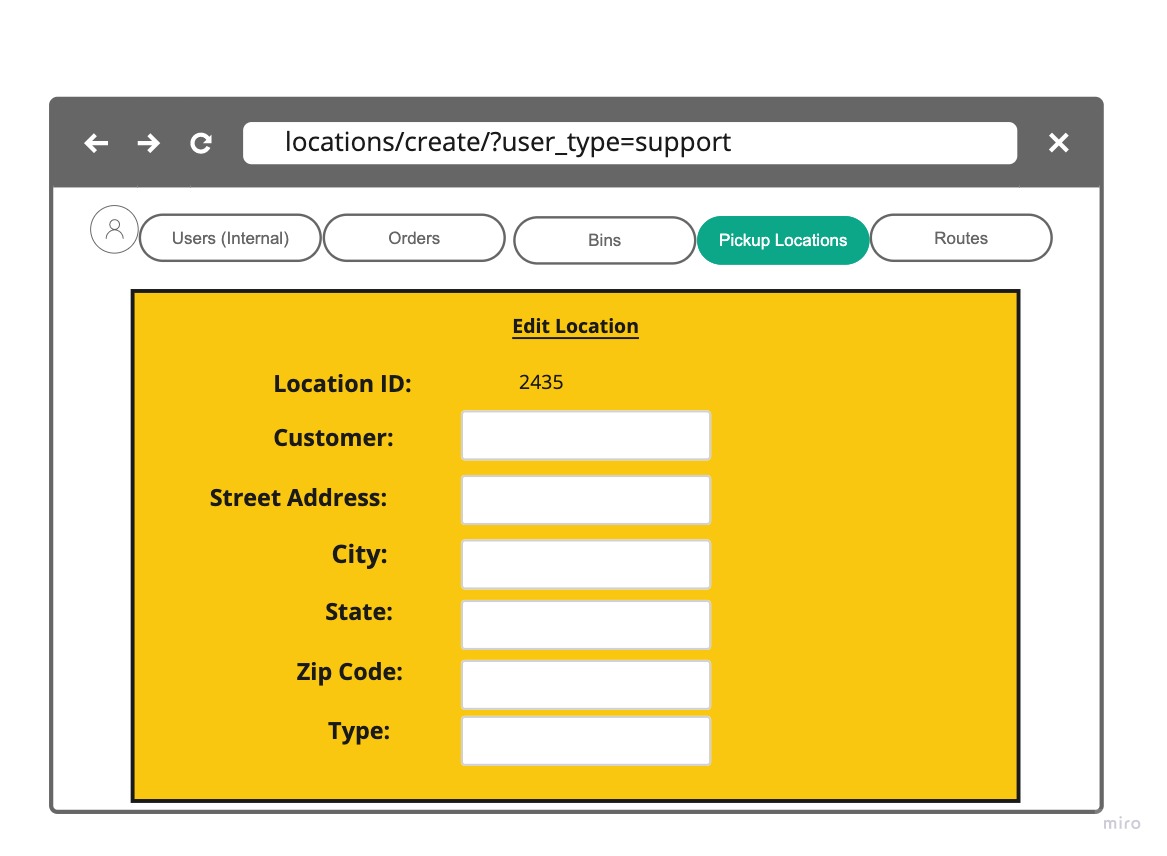 locations/create/?user_type=support
Users (Internal)
Orders
Bins
Pickup Locations
Routes
Edit Location
Location ID: 2435
Customer:
Street Address:
City:
State:
Zip Code:
Type:
miro